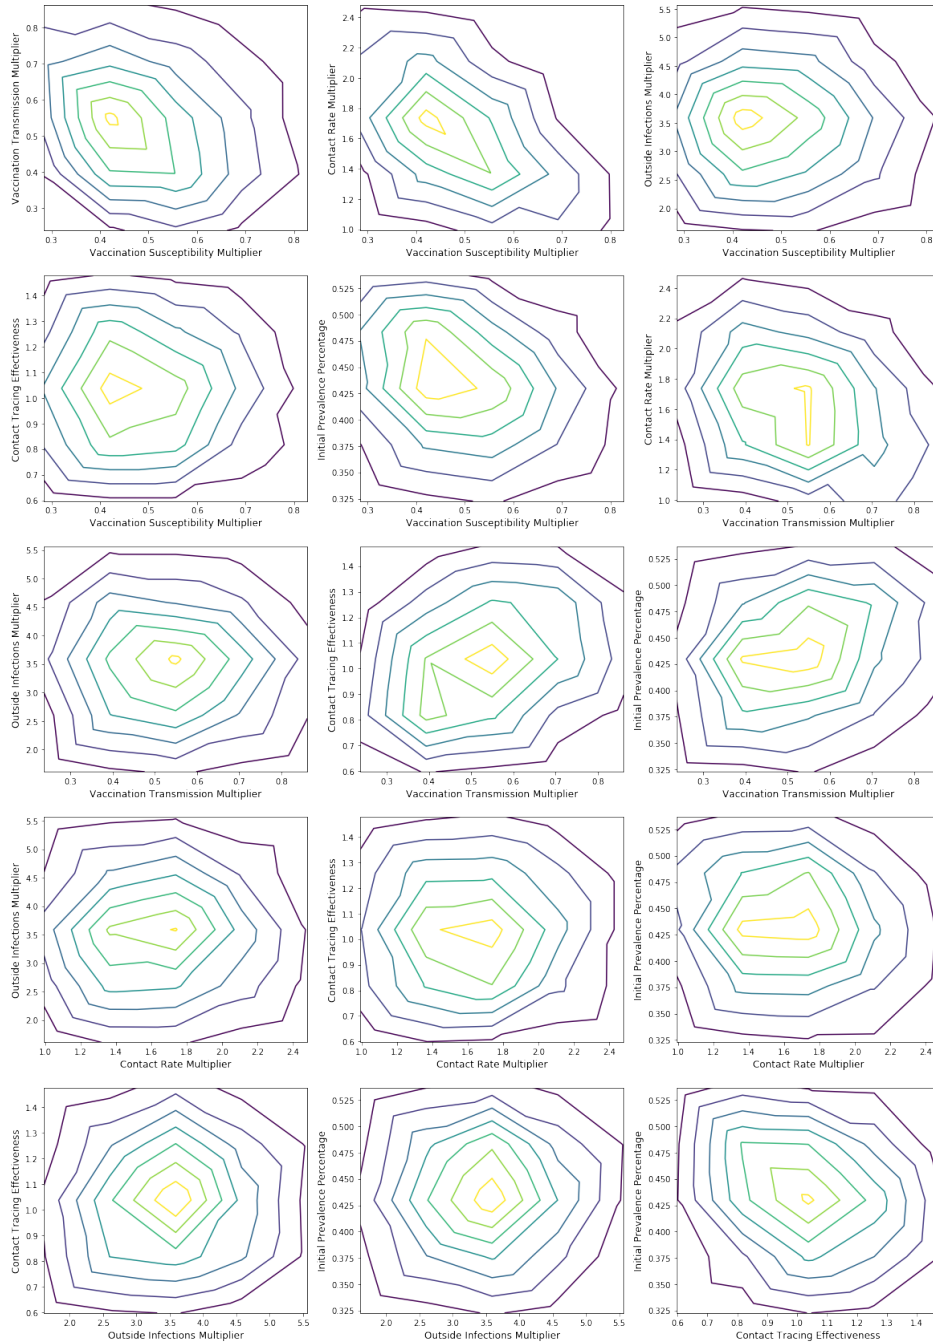 0.8
0.7
0.6
0.5
0.4
0.3
Vaccination Transmission Multiplier
0.3 0.4 0.5 0.6 0.7 0.8
Vaccination Susceptibility Multiplier
2.4
2.2
2.0
1.8
1.6
1.4
1.2
1.0
Contact Rate Multiplier
0.3 0.4 0.5 0.6 0.7 0.8
Vaccination Susceptibility Multiplier
5.5
5.0
4.5
4.0
3.5
3.0
2.5
2.0
Outside Infections Multiplier
0.3 0.4 0.5 0.6 0.7 0.8
Vaccination Susceptibility Multiplier
1.4
1.3
1.2
1.1
1.0
0.9
0.8
0.7
0.6
Contact Tracing Effectiveness
0.3 0.4 0.5 0.6 0.7 0.8
Vaccination Susceptibility Multiplier
0.525
0.500
0.475
0.450
0.425
0.400
0.375
0.350
0.325
Initial Prevalence Percentage
0.3 0.4 0.5 0.6 0.7 0.8
Vaccination Susceptibility Multiplier
2.4
2.2
2.0
1.8
1.6
1.4
1.2
1.0
Contact Rate Multiplier
0.3 0.4 0.5 0.6 0.7 0.8
Vaccination Transmission Multiplier
5.5
5.0
4.5
4.0
3.5
3.0
2.5
2.0
Outside Infections Multiplier
0.3 0.4 0.5 0.6 0.7 0.8
Vaccination Transmission Multiplier
1.4
1.3
1.2
1.1
1.0
0.9
0.8
0.7
0.6
Contact Tracing Effectiveness
0.3 0.4 0.5 0.6 0.7 0.8
Vaccination Transmission Multiplier
0.525
0.500
0.475
0.450
0.425
0.400
0.375
0.350
0.325
Initial Prevalence Percentage
0.3 0.4 0.5 0.6 0.7 0.8
Vaccination Transmission Multiplier
5.5
5.0
4.5
4.0
3.5
3.0
2.5
2.0
Outside Infections Multiplier
1.0 1.2 1.4 1.6 1.8 2.0 2.2 2.4
Contact Rate Multiplier
1.4
1.3
1.2
1.1
1.0
0.9
0.8
0.7
0.6
Contact Tracing Effectiveness
1.0 1.2 1.4 1.6 1.8 2.0 2.2 2.4
Contact Rate Multiplier
0.525
0.500
0.475
0.450
0.425
0.400
0.375
0.350
0.325
Initial Prevalence Percentage
1.0 1.2 1.4 1.6 1.8 2.0 2.2 2.4
Contact Rate Multiplier
1.4
1.3
1.2
1.1
1.0
0.9
0.8
0.7
0.6
Contact Tracing Effectiveness
2.0 2.5 3.0 3.5 4.0 4.5 5.0 5.5
Outside Infections Multiplier
0.525
0.500
0.475
0.450
0.425
0.400
0.375
0.350
0.325
Initial Prevalence Percentage
2.0 2.5 3.0 3.5 4.0 4.5 5.0 5.5
Outside Infections Multiplier
0.525
0.500
0.475
0.450
0.425
0.400
0.375
0.350
0.325
Initial Prevalence Percentage
0.6 0.7 0.8 0.9 1.0 1.1 1.2 1.3 1.4
Contact Tracing Effectiveness